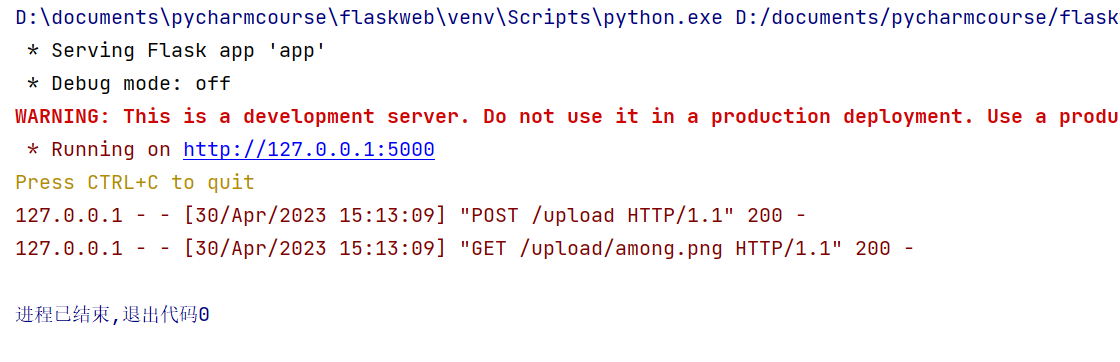 D:\documents\pycharmcourse\flaskweb\venv\Scripts\python.exe D:/documents/pycharmcourse/flask
* Serving Flask app 'app'
* Debug mode: off
WARNING: This is a development server. Do not use it in a production deployment. Use a produ
* Running on http://127.0.0.1:5000
Press CTRL+C to quit
127.0.0.1 - - [30/Apr/2023 15:13:09] "POST /upload HTTP/1.1" 200 -
127.0.0.1 - - [30/Apr/2023 15:13:09] "GET /upload/among.png HTTP/1.1" 200 -
进程已结束,退出代码0